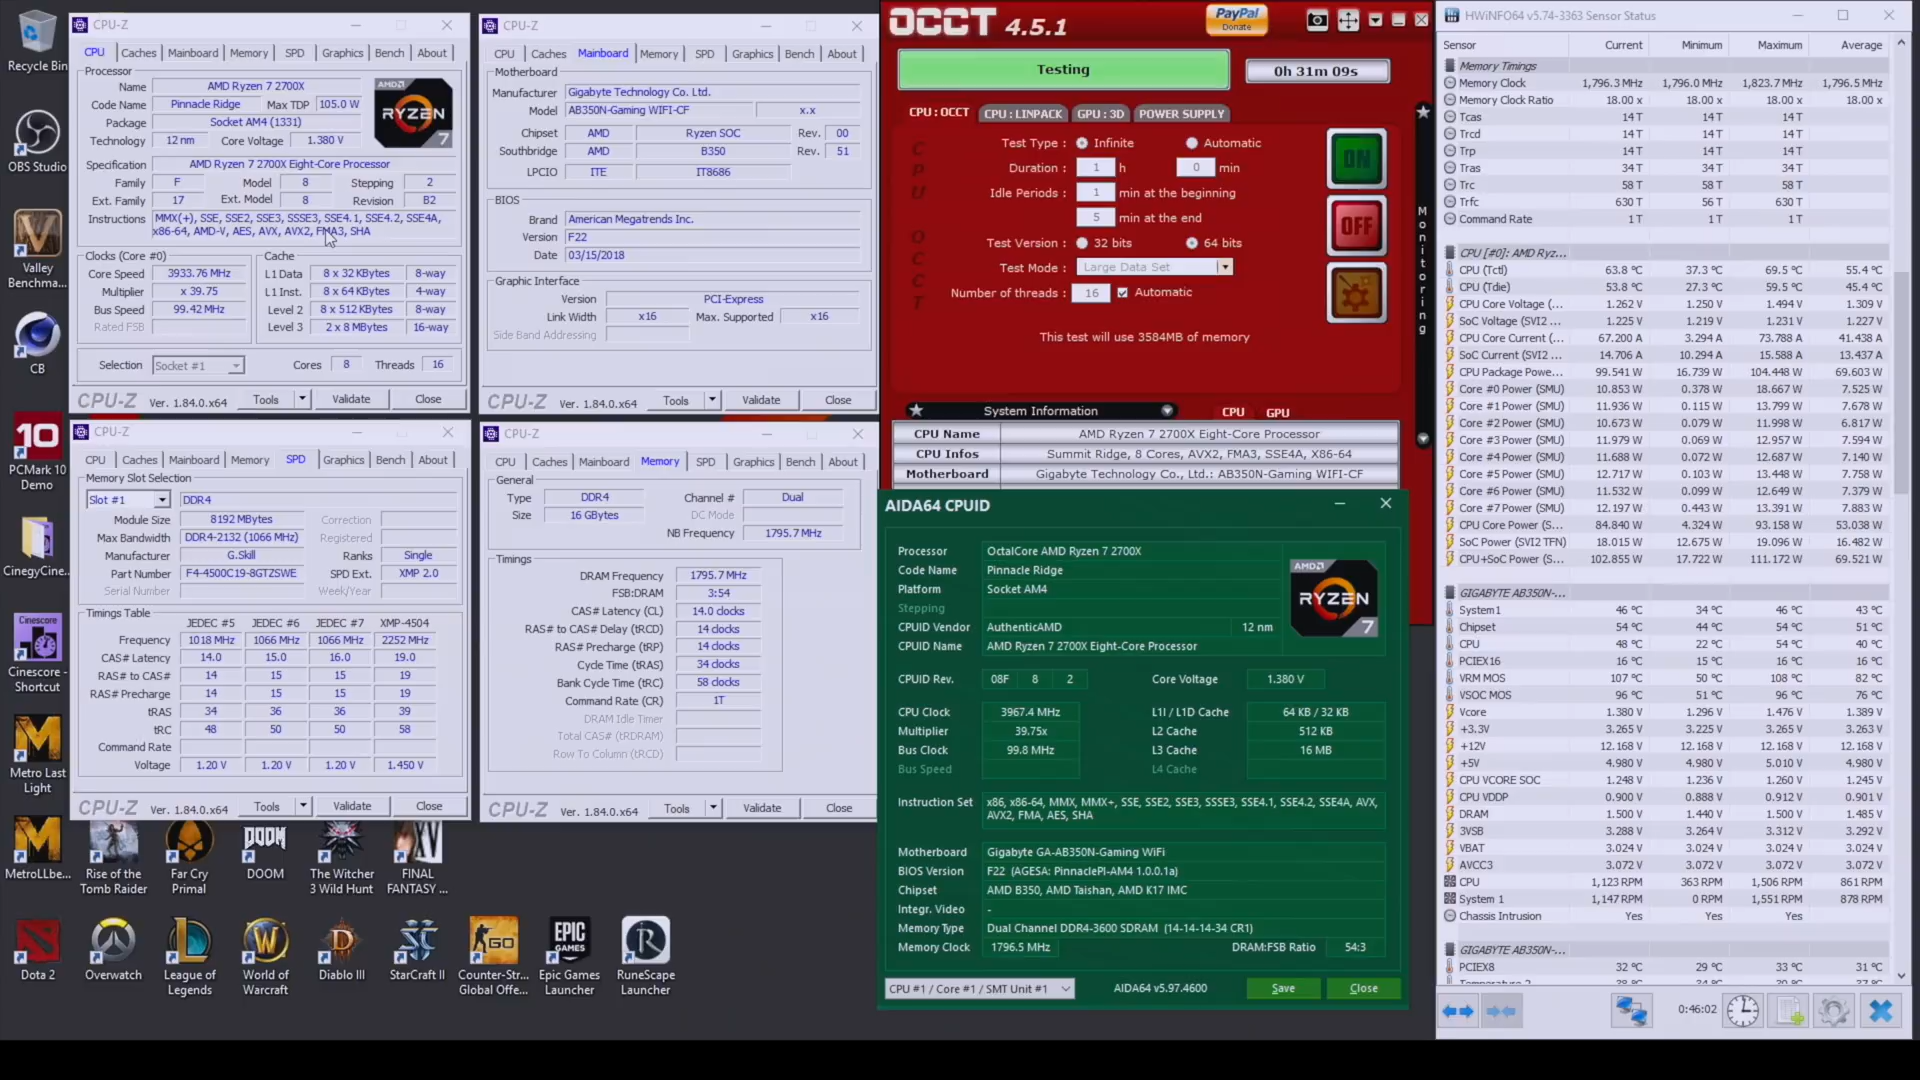 Recycle Bin
OBS Studio
Valley
Benchma...
CB
PCMark 10
Demo
CinegyCine...
Cinescore -
Shortcut
Metro Last
Light
MetroLLbe...
Rise of the
Tomb Raider
Far Cry
Primal
DOOM
The Witcher
3 Wild Hunt
FINAL
FANTASY ...
Dota 2
Overwatch
League of
Legends
World of
Warcraft
Diablo III
StarCraft II
Counter-Str...
Global Offe...
Epic Games
Launcher
RuneScape
Launcher
CPU-Z
CPU Caches Mainboard Memory SPD Graphics Bench About
Processor
Name AMD Ryzen 7 2700X
Code Name Pinnacle Ridge Max TDP 105.0 W
Package Socket AM4 (1331)
Technology 12 nm Core Voltage 1.380 V
AMD
RYZEN
7
Specification AMD Ryzen 7 2700X Eight-Core Processor
Family F Model 8 Stepping 2
Ext. Family 17 Ext. Model 8 Revision B2
Instructions MMX(+), SSE, SSE2, SSE3, SSSE3, SSE4.1, SSE4.2, SSE4A,
x86-64, AMD-V, AES, AVX, AVX2, FMA3, SHA
Clocks (Core #0) Cache
Core Speed 3933.76 MHz L1 Data 8 x 32 KBytes 8-way
Multiplier x 39.75 L1 Inst. 8 x 64 KBytes 4-way
Bus Speed 99.42 MHz Level 2 8 x 512 KBytes 8-way
Rated FSB Level 3 2 x 8 MBytes 16-way
Selection Socket #1 Cores 8 Threads 16
CPU-Z Ver. 1.84.0.x64 Tools Validate Close
CPU-Z
CPU Caches Mainboard Memory SPD Graphics Bench About
Motherboard
Manufacturer Gigabyte Technology Co. Ltd.
Model AB350N-Gaming WIFI-CF x.x
Chipset AMD Ryzen SOC Rev. 00
Southbridge AMD B350 Rev. 51
LPCIO ITE IT8686
BIOS
Brand American Megatrends Inc.
Version F22
Date 03/15/2018
Graphic Interface
Version PCI-Express
Link Width x16 Max. Supported x16
Side Band Addressing
CPU-Z Ver. 1.84.0.x64 Tools Validate Close
CPU-Z
CPU Caches Mainboard Memory SPD Graphics Bench About
Memory Slot Selection
Slot #1 DDR4
Module Size 8192 MBytes Correction
Max Bandwidth DDR4-2132 (1066 MHz) Registered
Manufacturer G.Skill Ranks Single
Part Number F4-4500C19-8GTZSWE SPD Ext. XMP 2.0
Serial Number Week/Year
Timings Table
JEDEC #5 JEDEC #6 JEDEC #7 XMP-4504
Frequency 1018 MHz 1066 MHz 1066 MHz 2252 MHz
CAS# Latency 14.0 15.0 16.0 19.0
RAS# to CAS# 14 15 15 19
RAS# Precharge 14 15 15 19
tRAS 34 36 36 39
tRC 48 50 50 58
Command Rate
Voltage 1.20 V 1.20 V 1.20 V 1.450 V
CPU-Z Ver. 1.84.0.x64 Tools Validate Close
CPU-Z
CPU Caches Mainboard Memory SPD Graphics Bench About
General
Type DDR4 Channel # Dual
Size 16 GBytes DC Mode
NB Frequency 1795.7 MHz
Timings
DRAM Frequency 1795.7 MHz
FSB:DRAM 3:54
CAS# Latency (CL) 14.0 clocks
RAS# to CAS# Delay (tRCD) 14 clocks
RAS# Precharge (tRP) 14 clocks
Cycle Time (tRAS) 34 clocks
Bank Cycle Time (tRC) 58 clocks
Command Rate (CR) 1T
DRAM Idle Timer
Total CAS# (tRDRAM)
Row To Column (tRCD)
CPU-Z Ver. 1.84.0.x64 Tools Validate Close
OCCT 4.5.1
PayPal
Donate
Testing 0h 31m 09s
CPU : OCCT CPU : LINPACK GPU : 3D POWER SUPPLY
Test Type : Infinite Automatic
Duration : 1 h 0 min
Idle Periods : 1 min at the beginning
5 min at the end
Test Version : 32 bits 64 bits
Test Mode : Large Data Set
Number of threads : 16 Automatic
This test will use 3584MB of memory
ON
OFF
CPU OCCT
Monitoring
System Information CPU GPU
CPU Name AMD Ryzen 7 2700X Eight-Core Processor
CPU Infos Summit Ridge, 8 Cores, AVX2, FMA3, SSE4A, X86-64
Motherboard Gigabyte Technology Co., Ltd.: AB350N-Gaming WIFI-CF
AIDA64 CPUID
Processor OctalCore AMD Ryzen 7 2700X
Code Name Pinnacle Ridge
Platform Socket AM4
Stepping
CPUID Vendor AuthenticAMD 12 nm
CPUID Name AMD Ryzen 7 2700X Eight-Core Processor
AMD
RYZEN
7
CPUID Rev. 08F 8 2 Core Voltage 1.380 V
CPU Clock 3967.4 MHz L1I / L1D Cache 64 KB / 32 KB
Multiplier 39.75x L2 Cache 512 KB
Bus Clock 99.8 MHz L3 Cache 16 MB
Bus Speed L4 Cache
Instruction Set x86, x86-64, MMX, MMX+, SSE, SSE2, SSE3, SSSE3, SSE4.1, SSE4.2, SSE4A, AVX,
AVX2, FMA, AES, SHA
Motherboard Gigabyte GA-AB350N-Gaming WiFi
BIOS Version F22 (AGESA: PinnaclePI-AM4 1.0.0.1a)
Chipset AMD B350, AMD Taishan, AMD K17 IMC
Integr. Video -
Memory Type Dual Channel DDR4-3600 SDRAM (14-14-14-34 CR1)
Memory Clock 1796.5 MHz DRAM:FSB Ratio 54:3
CPU #1 / Core #1 / SMT Unit #1 AIDA64 v5.97.4600 Save Close
HWiNFO64 v5.74-3363 Sensor Status
Sensor Current Minimum Maximum Average
Memory Timings
Memory Clock 1,796.3 MHz 1,796.0 MHz 1,823.7 MHz 1,796.5 MHz
Memory Clock Ratio 18.00 x 18.00 x 18.00 x 18.00 x
Tcas 14 T 14 T 14 T
Trcd 14 T 14 T 14 T
Trp 14 T 14 T 14 T
Tras 34 T 34 T 34 T
Trc 58 T 58 T 58 T
Trfc 630 T 56 T 630 T
Command Rate 1 T 1 T 1 T
CPU [#0]: AMD Ryz...
CPU (Tctl) 63.8 °C 37.3 °C 69.5 °C 55.4 °C
CPU (Tdie) 53.8 °C 27.3 °C 59.5 °C 45.4 °C
CPU Core Voltage (... 1.262 V 1.250 V 1.494 V 1.309 V
SoC Voltage (SVI2 ... 1.225 V 1.219 V 1.231 V 1.227 V
CPU Core Current (... 67.200 A 3.294 A 73.788 A 41.438 A
SoC Current (SVI2 ... 14.706 A 10.294 A 15.588 A 13.437 A
CPU Package Powe... 99.541 W 16.739 W 104.448 W 69.603 W
Core #0 Power (SMU) 10.853 W 0.378 W 18.667 W 7.525 W
Core #1 Power (SMU) 11.936 W 0.115 W 13.799 W 7.678 W
Core #2 Power (SMU) 10.673 W 0.079 W 11.998 W 6.817 W
Core #3 Power (SMU) 11.979 W 0.069 W 12.957 W 7.594 W
Core #4 Power (SMU) 11.688 W 0.072 W 12.687 W 7.140 W
Core #5 Power (SMU) 12.717 W 0.103 W 13.448 W 7.758 W
Core #6 Power (SMU) 11.532 W 0.099 W 12.649 W 7.379 W
Core #7 Power (SMU) 12.197 W 0.443 W 13.391 W 7.883 W
CPU Core Power (S... 84.840 W 4.324 W 93.158 W 53.038 W
SoC Power (SVI2 TFN) 18.015 W 12.675 W 19.096 W 16.482 W
CPU+SoC Power (S... 102.855 W 17.722 W 111.172 W 69.521 W
GIGABYTE AB350N-...
System1 46 °C 34 °C 46 °C 43 °C
Chipset 54 °C 44 °C 54 °C 51 °C
CPU 48 °C 22 °C 54 °C 40 °C
PCIEX16 16 °C 15 °C 16 °C 16 °C
VRM MOS 107 °C 50 °C 108 °C 82 °C
VSOC MOS 96 °C 51 °C 96 °C 76 °C
Vcore 1.380 V 1.296 V 1.476 V 1.389 V
+3.3V 3.265 V 3.225 V 3.265 V 3.263 V
+12V 12.168 V 12.168 V 12.168 V 12.168 V
+5V 4.980 V 4.980 V 5.010 V 4.980 V
CPU VCORE SOC 1.248 V 1.236 V 1.260 V 1.245 V
CPU VDDP 0.900 V 0.888 V 0.912 V 0.901 V
DRAM 1.500 V 1.440 V 1.500 V 1.485 V
3VSB 3.288 V 3.264 V 3.312 V 3.292 V
VBAT 3.024 V 3.024 V 3.024 V 3.024 V
AVCC3 3.072 V 3.072 V 3.072 V 3.072 V
CPU 1,123 RPM 363 RPM 1,506 RPM 861 RPM
System 1 1,147 RPM 0 RPM 1,551 RPM 878 RPM
Chassis Intrusion Yes Yes Yes
GIGABYTE AB350N-...
PCIEX8 32 °C 29 °C 33 °C 31 °C
0:46:02